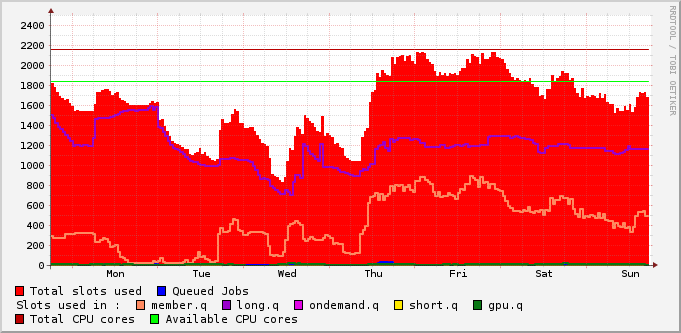 2400
2200
2000
1800
1600
1400
1200
1000
800
600
400
200
0
Mon Tue Wed Thu Fri Sat Sun
Total slots used Queued Jobs
Slots used in : member.q long.q ondemand.q short.q gpu.q
Total CPU cores Available CPU cores
RRDTOOL / TOBI OETIKER